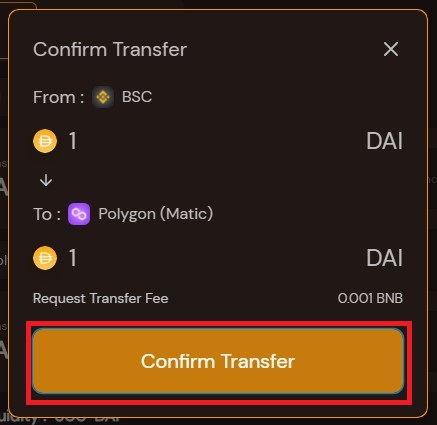 Confirm Transfer
From : BSC
1 DAI
To : Polygon (Matic)
1 DAI
Request Transfer Fee 0.001 BNB
Confirm Transfer